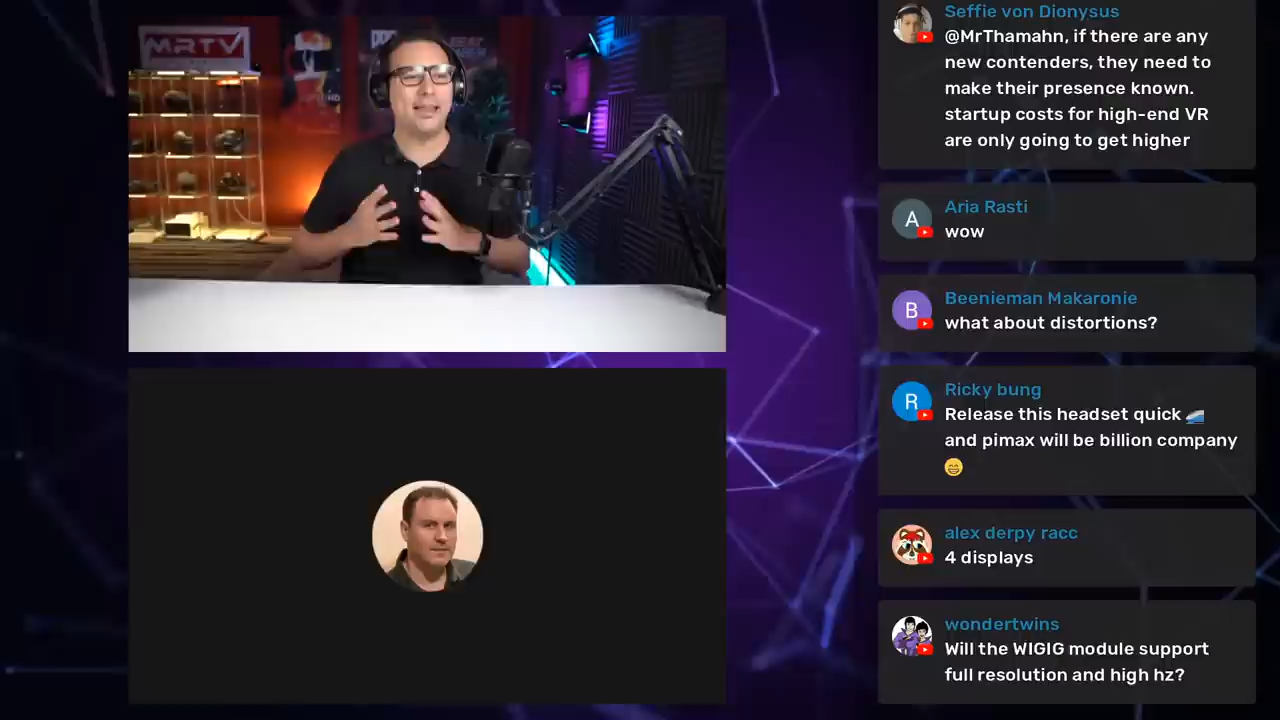 MRTV
Seffie von Dionysus
@MrThamahn, if there are any
new contenders, they need to
make their presence known.
startup costs for high-end VR
are only going to get higher
A
Aria Rasti
wow
B
Beenieman Makaronie
what about distortions?
R
Ricky bung
Release this headset quick 🚄
and pimax will be billion company
😁
alex derpy racc
4 displays
wondertwins
Will the WIGIG module support
full resolution and high hz?